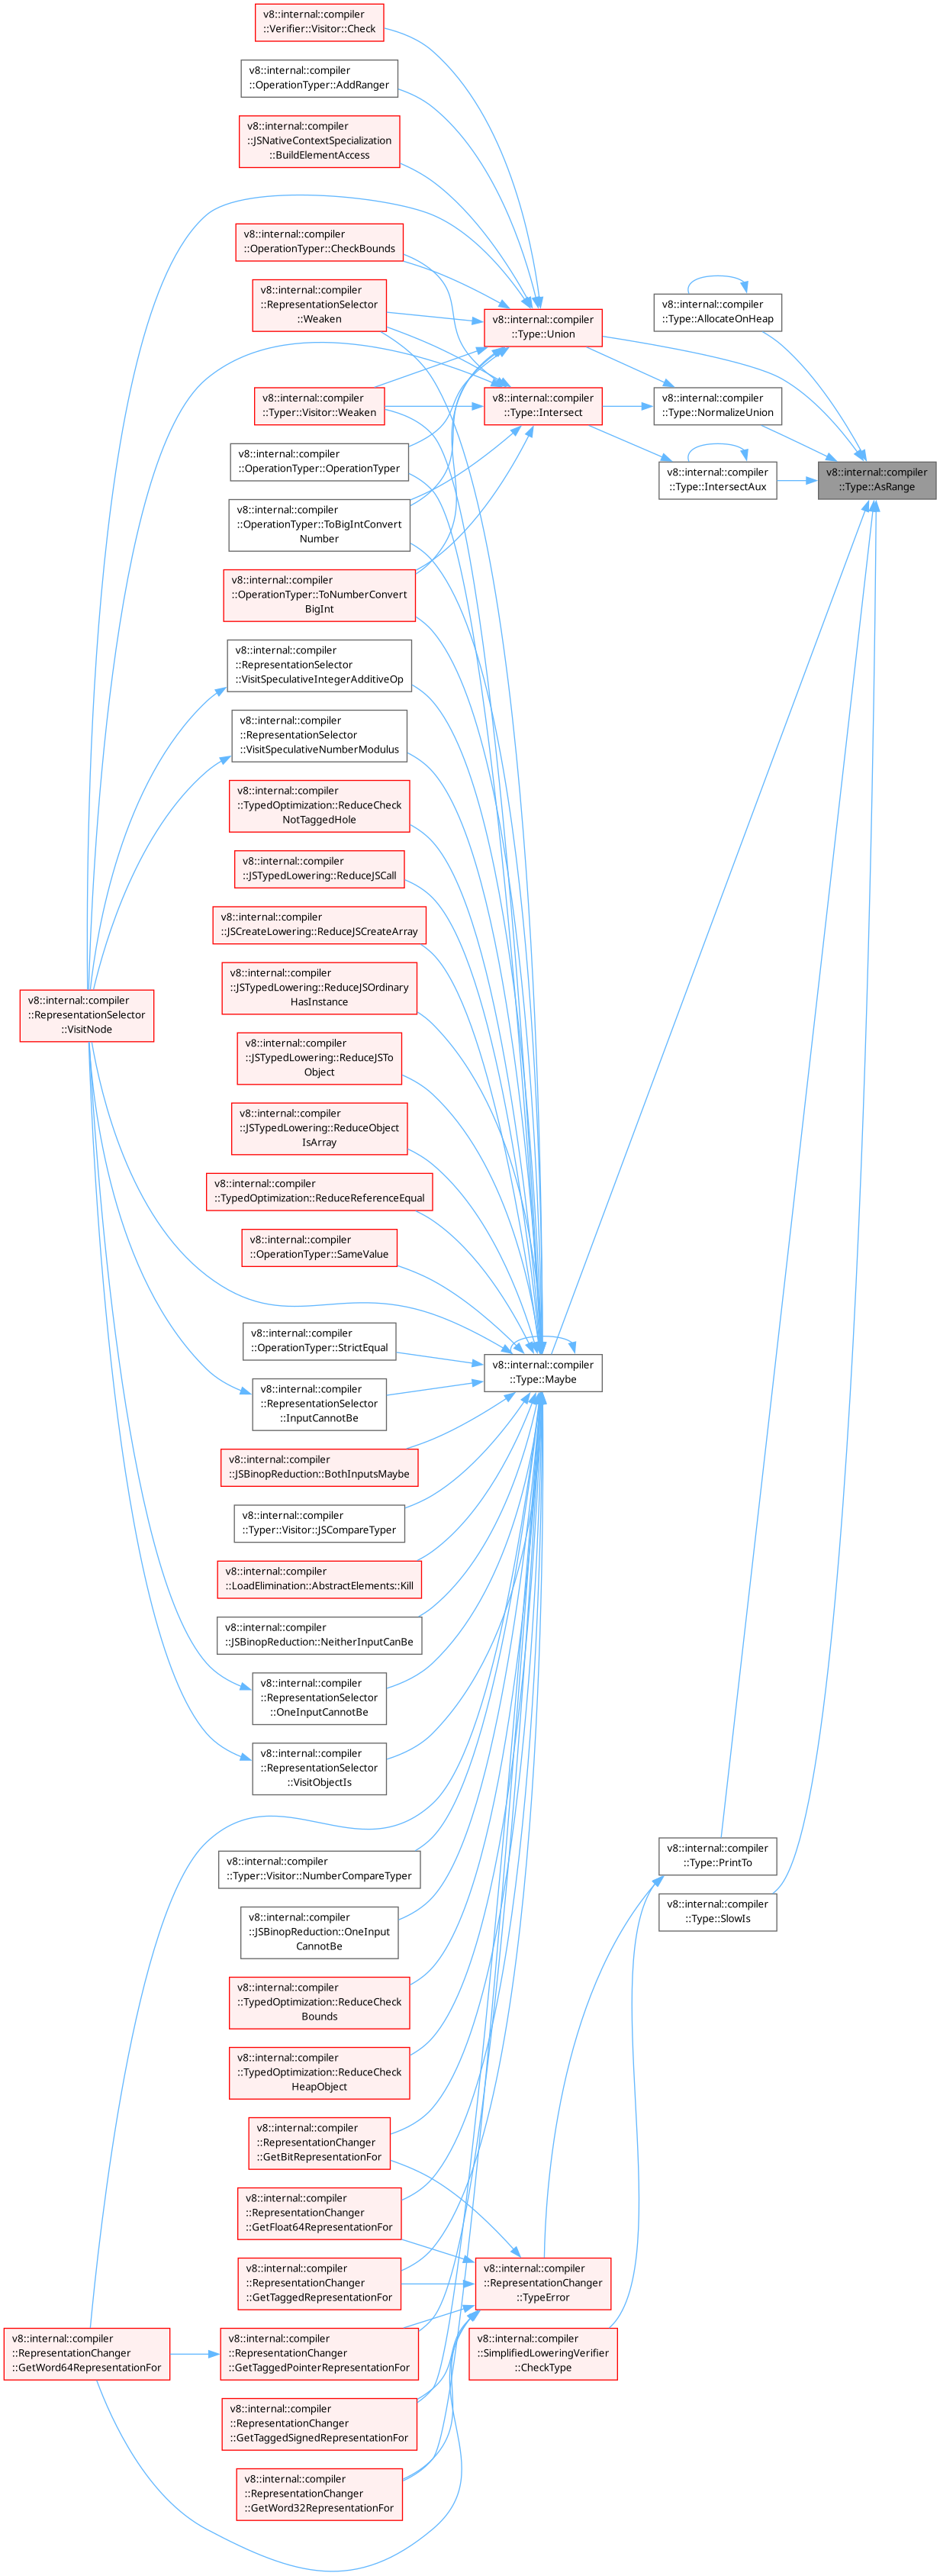 v8::internal::compiler
::Verifier::Visitor::Check
v8::internal::compiler
::OperationTyper::AddRanger
v8::internal::compiler
::JSNativeContextSpecialization
::BuildElementAccess
v8::internal::compiler
::OperationTyper::CheckBounds
v8::internal::compiler
::RepresentationSelector
::Weaken
v8::internal::compiler
::Typer::Visitor::Weaken
v8::internal::compiler
::OperationTyper::OperationTyper
v8::internal::compiler
::OperationTyper::ToBigIntConvert
Number
v8::internal::compiler
::OperationTyper::ToNumberConvert
BigInt
v8::internal::compiler
::RepresentationSelector
::VisitSpeculativeIntegerAdditiveOp
v8::internal::compiler
::RepresentationSelector
::VisitSpeculativeNumberModulus
v8::internal::compiler
::TypedOptimization::ReduceCheck
NotTaggedHole
v8::internal::compiler
::JSTypedLowering::ReduceJSCall
v8::internal::compiler
::JSCreateLowering::ReduceJSCreateArray
v8::internal::compiler
::JSTypedLowering::ReduceJSOrdinary
HasInstance
v8::internal::compiler
::JSTypedLowering::ReduceJSTo
Object
v8::internal::compiler
::JSTypedLowering::ReduceObject
IsArray
v8::internal::compiler
::TypedOptimization::ReduceReferenceEqual
v8::internal::compiler
::OperationTyper::SameValue
v8::internal::compiler
::OperationTyper::StrictEqual
v8::internal::compiler
::RepresentationSelector
::InputCannotBe
v8::internal::compiler
::JSBinopReduction::BothInputsMaybe
v8::internal::compiler
::Typer::Visitor::JSCompareTyper
v8::internal::compiler
::LoadElimination::AbstractElements::Kill
v8::internal::compiler
::JSBinopReduction::NeitherInputCanBe
v8::internal::compiler
::RepresentationSelector
::OneInputCannotBe
v8::internal::compiler
::RepresentationSelector
::VisitObjectIs
v8::internal::compiler
::Typer::Visitor::NumberCompareTyper
v8::internal::compiler
::JSBinopReduction::OneInput
CannotBe
v8::internal::compiler
::TypedOptimization::ReduceCheck
Bounds
v8::internal::compiler
::TypedOptimization::ReduceCheck
HeapObject
v8::internal::compiler
::RepresentationChanger
::GetBitRepresentationFor
v8::internal::compiler
::RepresentationChanger
::GetFloat64RepresentationFor
v8::internal::compiler
::RepresentationChanger
::GetTaggedRepresentationFor
v8::internal::compiler
::RepresentationChanger
::GetTaggedPointerRepresentationFor
v8::internal::compiler
::RepresentationChanger
::GetTaggedSignedRepresentationFor
v8::internal::compiler
::RepresentationChanger
::GetWord32RepresentationFor
v8::internal::compiler
::RepresentationSelector
::VisitNode
v8::internal::compiler
::RepresentationChanger
::GetWord64RepresentationFor
v8::internal::compiler
::Type::Union
v8::internal::compiler
::Type::Intersect
v8::internal::compiler
::Type::Maybe
v8::internal::compiler
::RepresentationChanger
::TypeError
v8::internal::compiler
::SimplifiedLoweringVerifier
::CheckType
v8::internal::compiler
::Type::AllocateOnHeap
v8::internal::compiler
::Type::NormalizeUnion
v8::internal::compiler
::Type::IntersectAux
v8::internal::compiler
::Type::PrintTo
v8::internal::compiler
::Type::SlowIs
v8::internal::compiler
::Type::AsRange